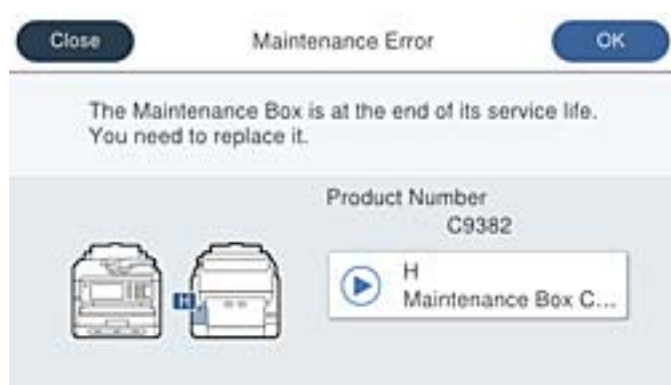 Close
Maintenance Error
OK
The Maintenance Box is at the end of its service life.
You need to replace it.
Product Number
C9382
H
H
Maintenance Box C...